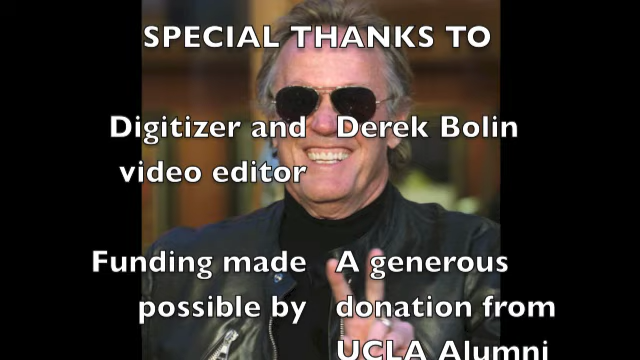 SPECIAL THANKS TO
Digitizer and Derek Bolin
video editor
Funding made A generous
possible by donation from
UCLA Alumni